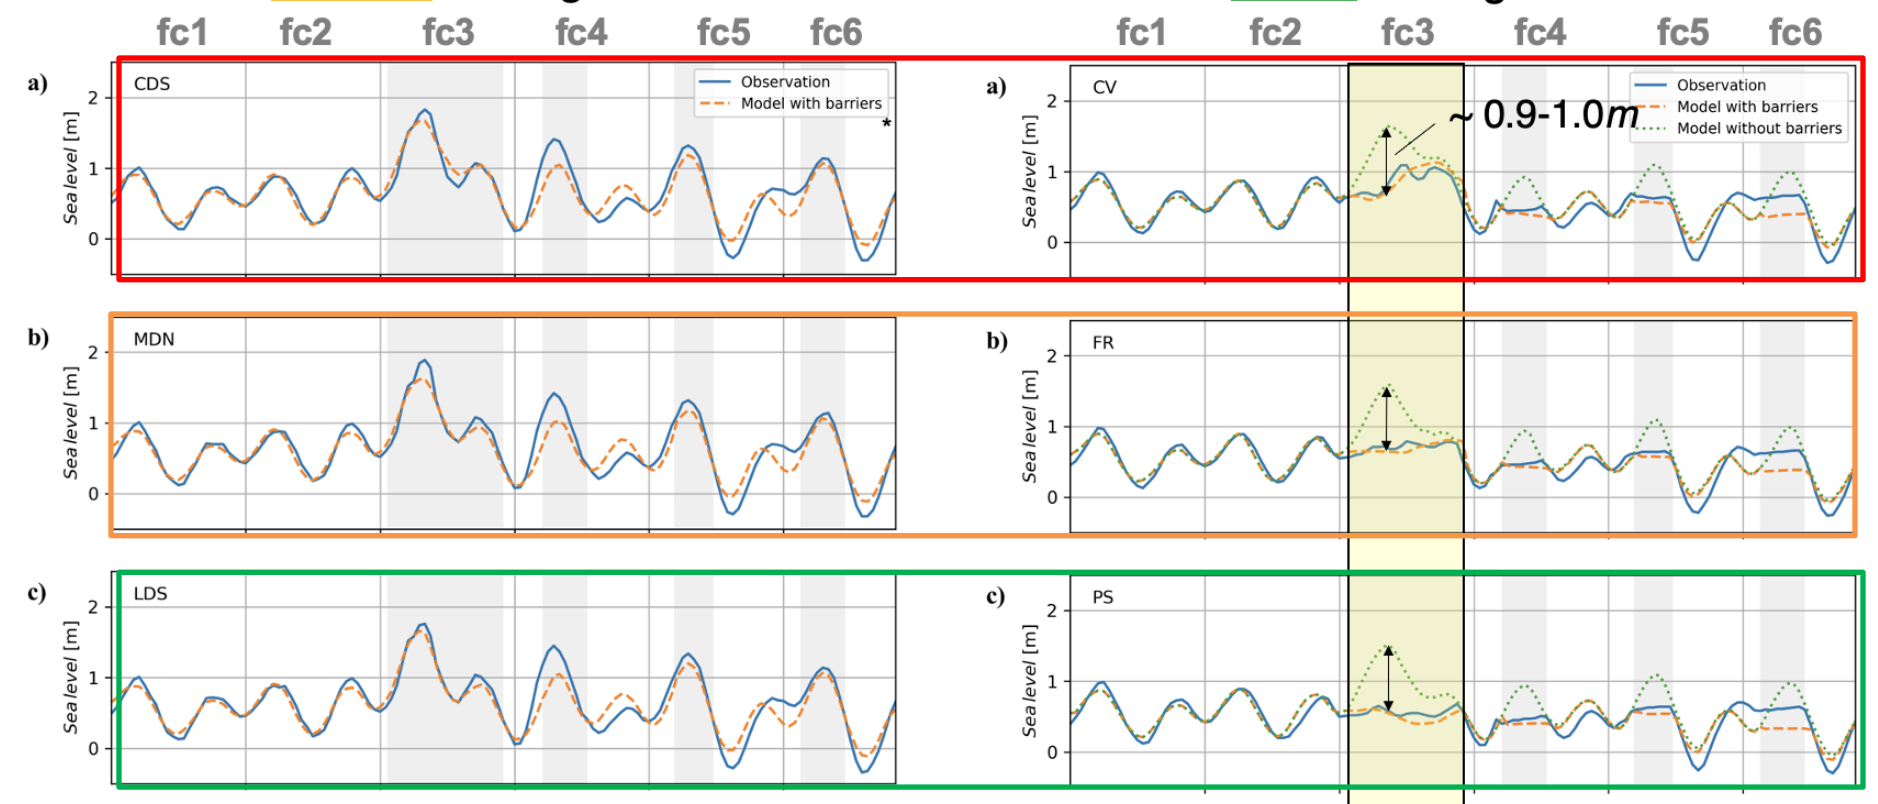 fc1 fc2 fc3 fc4 fc5 fc6
fc1 fc2 fc3 fc4 fc5 fc6
a)
CDS
Observation
Model with barriers
*
Sea level [m]
2
1
0
a)
CV
Observation
Model with barriers
Model without barriers
~ 0.9-1.0m
Sea level [m]
2
1
0
b)
MDN
Sea level [m]
2
1
0
b)
FR
Sea level [m]
2
1
0
c)
LDS
Sea level [m]
2
1
0
c)
PS
Sea level [m]
2
1
0